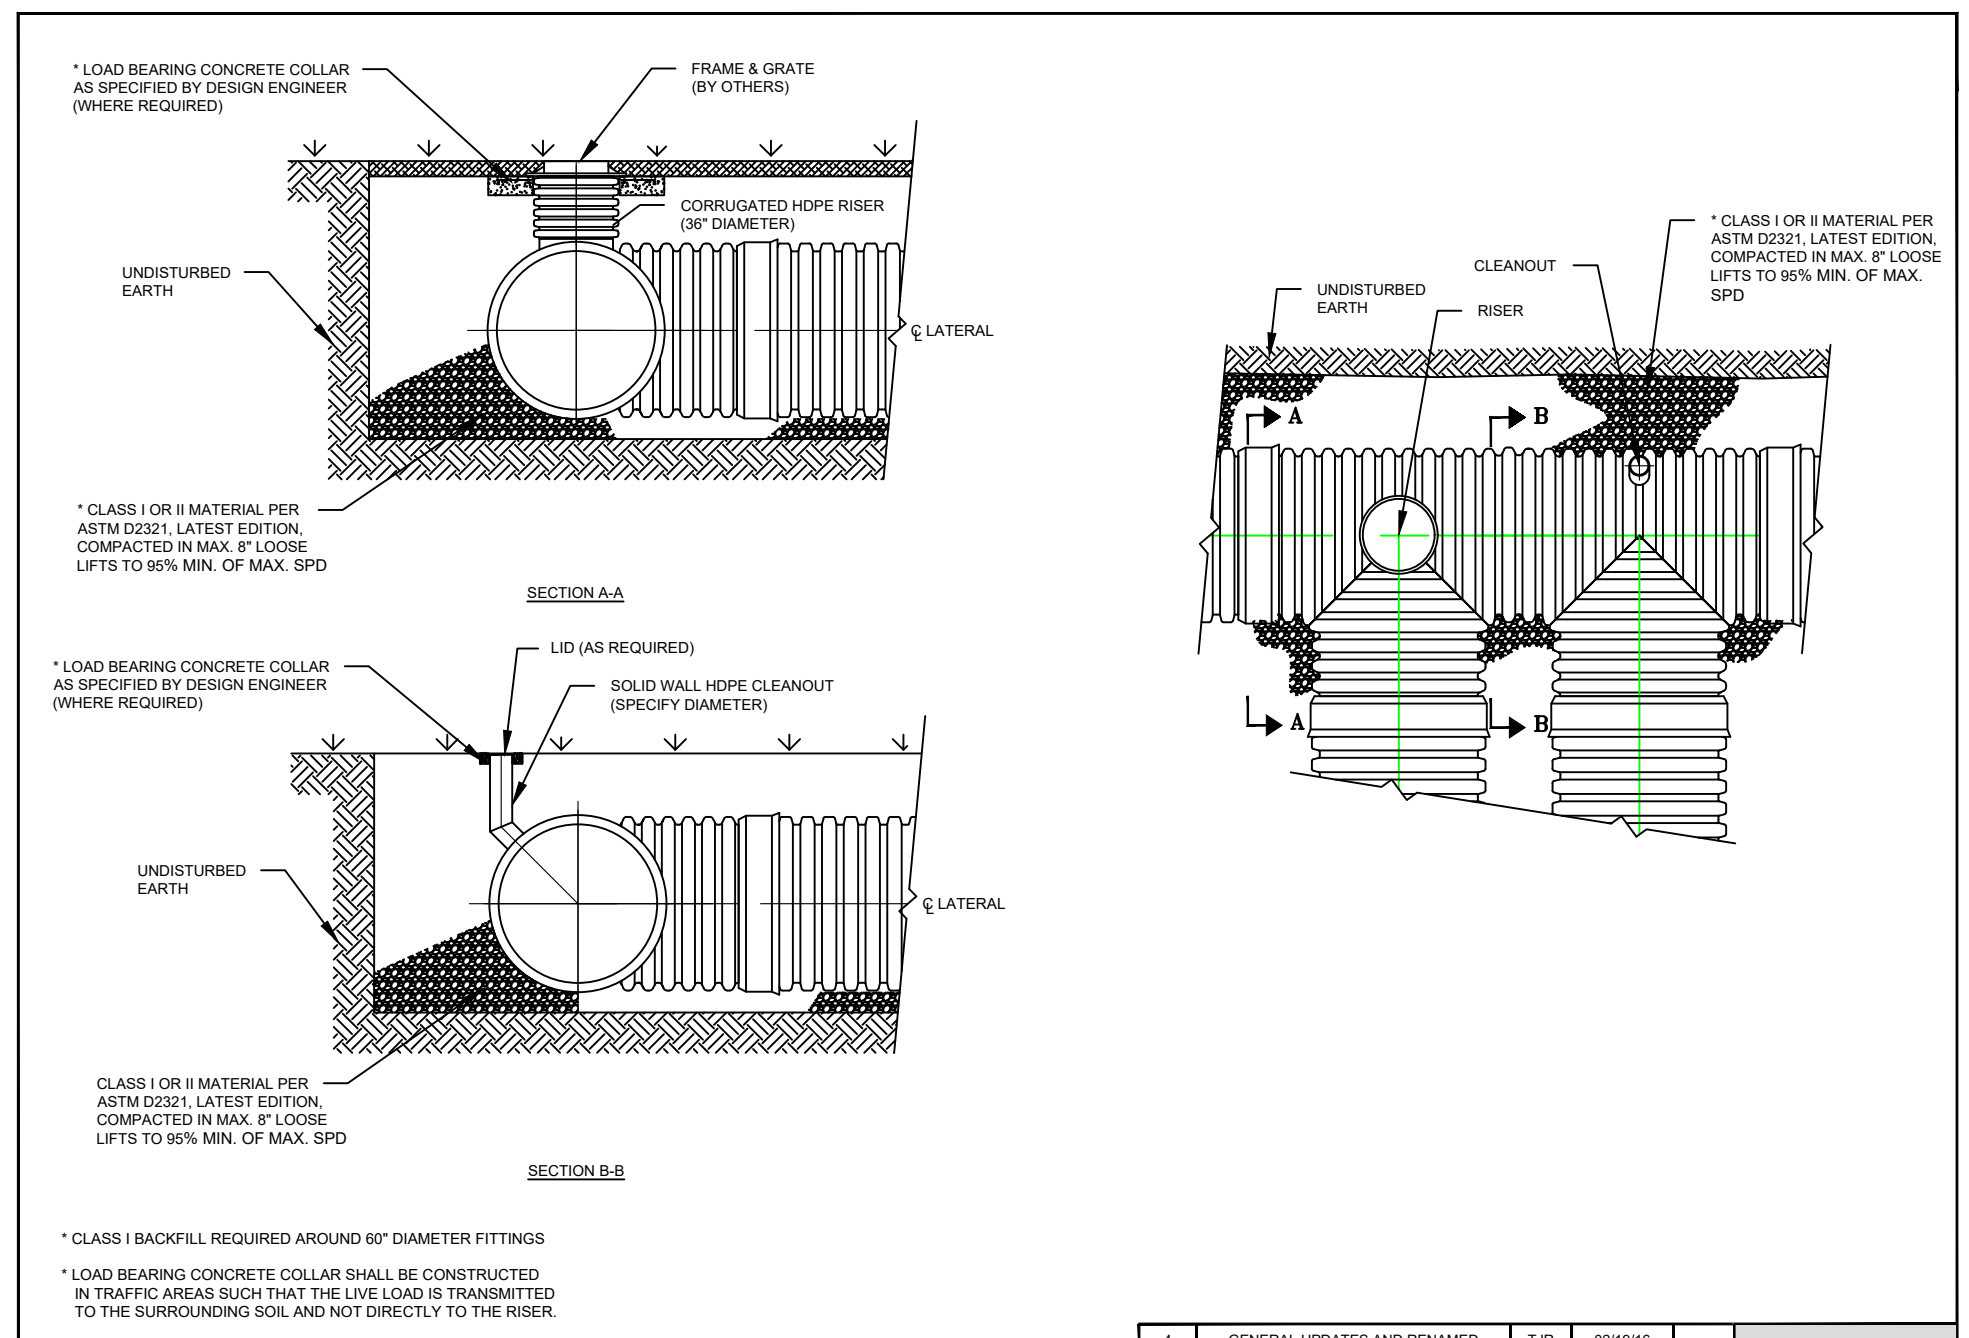 * LOAD BEARING CONCRETE COLLAR
AS SPECIFIED BY DESIGN ENGINEER
(WHERE REQUIRED)
FRAME & GRATE
(BY OTHERS)
CORRUGATED HDPE RISER
(36" DIAMETER)
UNDISTURBED
EARTH
℄ LATERAL
* CLASS I OR II MATERIAL PER
ASTM D2321, LATEST EDITION,
COMPACTED IN MAX. 8" LOOSE
LIFTS TO 95% MIN. OF MAX. SPD
SECTION A-A
LID (AS REQUIRED)
* LOAD BEARING CONCRETE COLLAR
AS SPECIFIED BY DESIGN ENGINEER
(WHERE REQUIRED)
SOLID WALL HDPE CLEANOUT
(SPECIFY DIAMETER)
UNDISTURBED
EARTH
℄ LATERAL
CLASS I OR II MATERIAL PER
ASTM D2321, LATEST EDITION,
COMPACTED IN MAX. 8" LOOSE
LIFTS TO 95% MIN. OF MAX. SPD
SECTION B-B
* CLASS I BACKFILL REQUIRED AROUND 60" DIAMETER FITTINGS
* LOAD BEARING CONCRETE COLLAR SHALL BE CONSTRUCTED
IN TRAFFIC AREAS SUCH THAT THE LIVE LOAD IS TRANSMITTED
TO THE SURROUNDING SOIL AND NOT DIRECTLY TO THE RISER.
* CLASS I OR II MATERIAL PER
ASTM D2321, LATEST EDITION,
COMPACTED IN MAX. 8" LOOSE
LIFTS TO 95% MIN. OF MAX.
SPD
CLEANOUT
UNDISTURBED
EARTH
RISER
A B
A B
GENERAL UPDATES AND RENAMED